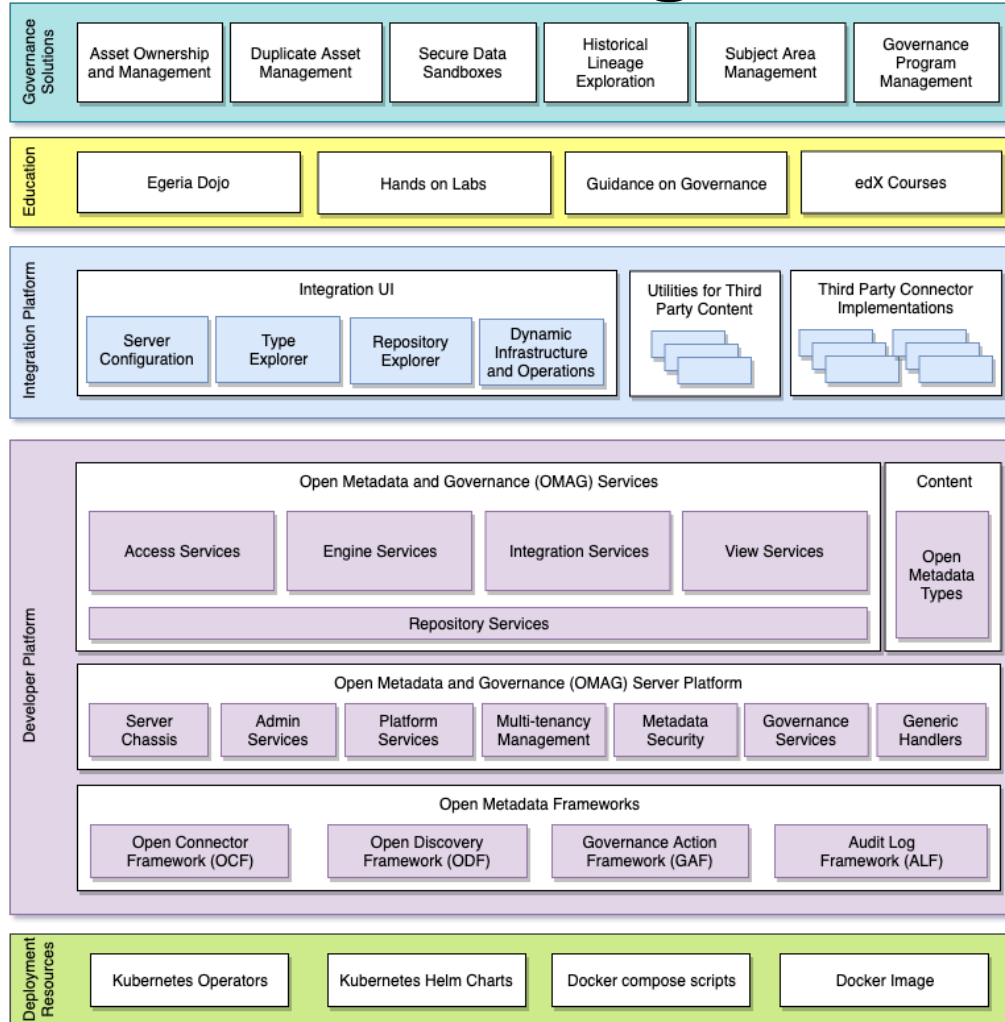 Governance
Solutions
Asset Ownership
and Management
Duplicate Asset
Management
Secure Data
Sandboxes
Historical
Lineage
Exploration
Subject Area
Management
Governance
Program
Management
Education
Egeria Dojo
Hands on Labs
Guidance on Governance
edX Courses
Integration Platform
Integration UI
Server
Configuration
Type
Explorer
Repository
Explorer
Dynamic
Infrastructure
and Operations
Utilities for Third
Party Content
Third Party Connector
Implementations
Developer Platform
Open Metadata and Governance (OMAG) Services
Access Services
Engine Services
Integration Services
View Services
Repository Services
Content
Open
Metadata
Types
Open Metadata and Governance (OMAG) Server Platform
Server
Chassis
Admin
Services
Platform
Services
Multi-tenancy
Management
Metadata
Security
Governance
Services
Generic
Handlers
Open Metadata Frameworks
Open Connector
Framework (OCF)
Open Discovery
Framework (ODF)
Governance Action
Framework (GAF)
Audit Log
Framework (ALF)
Deployment
Resources
Kubernetes Operators
Kubernetes Helm Charts
Docker compose scripts
Docker Image